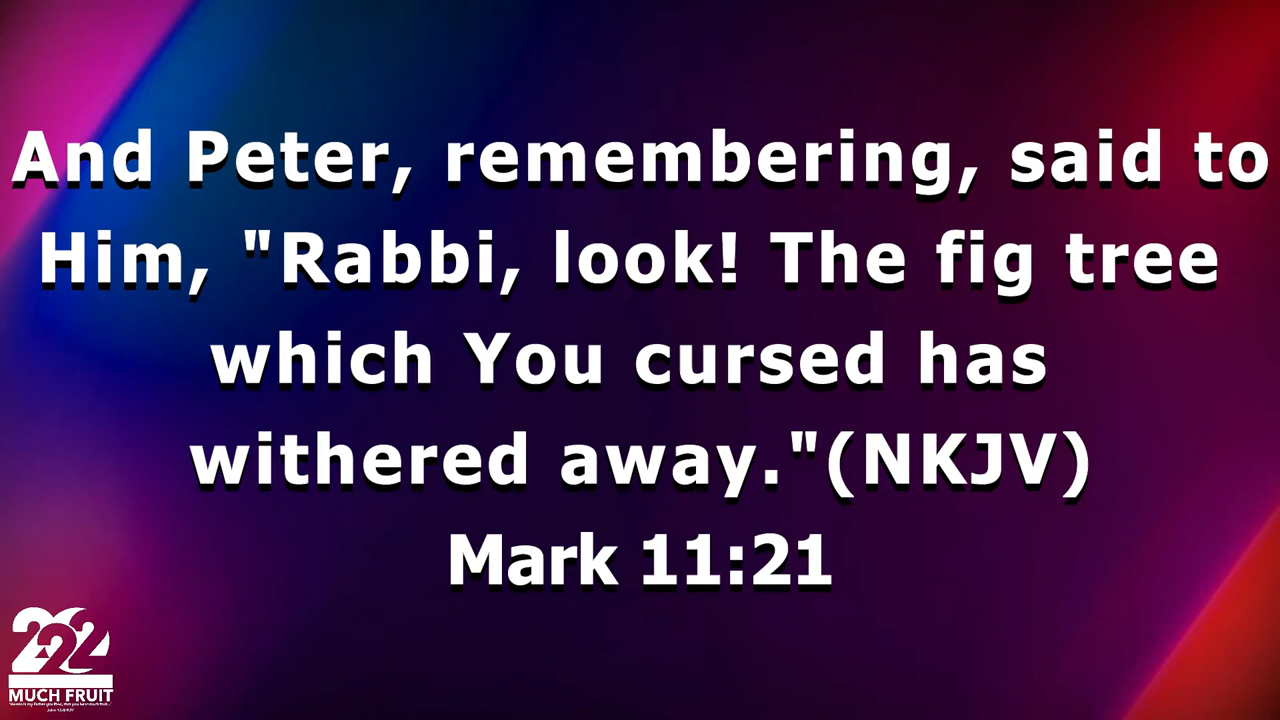 And Peter, remembering, said to
Him, "Rabbi, look! The fig tree
which You cursed has
withered away."(NKJV)
Mark 11:21
222
MUCH FRUIT